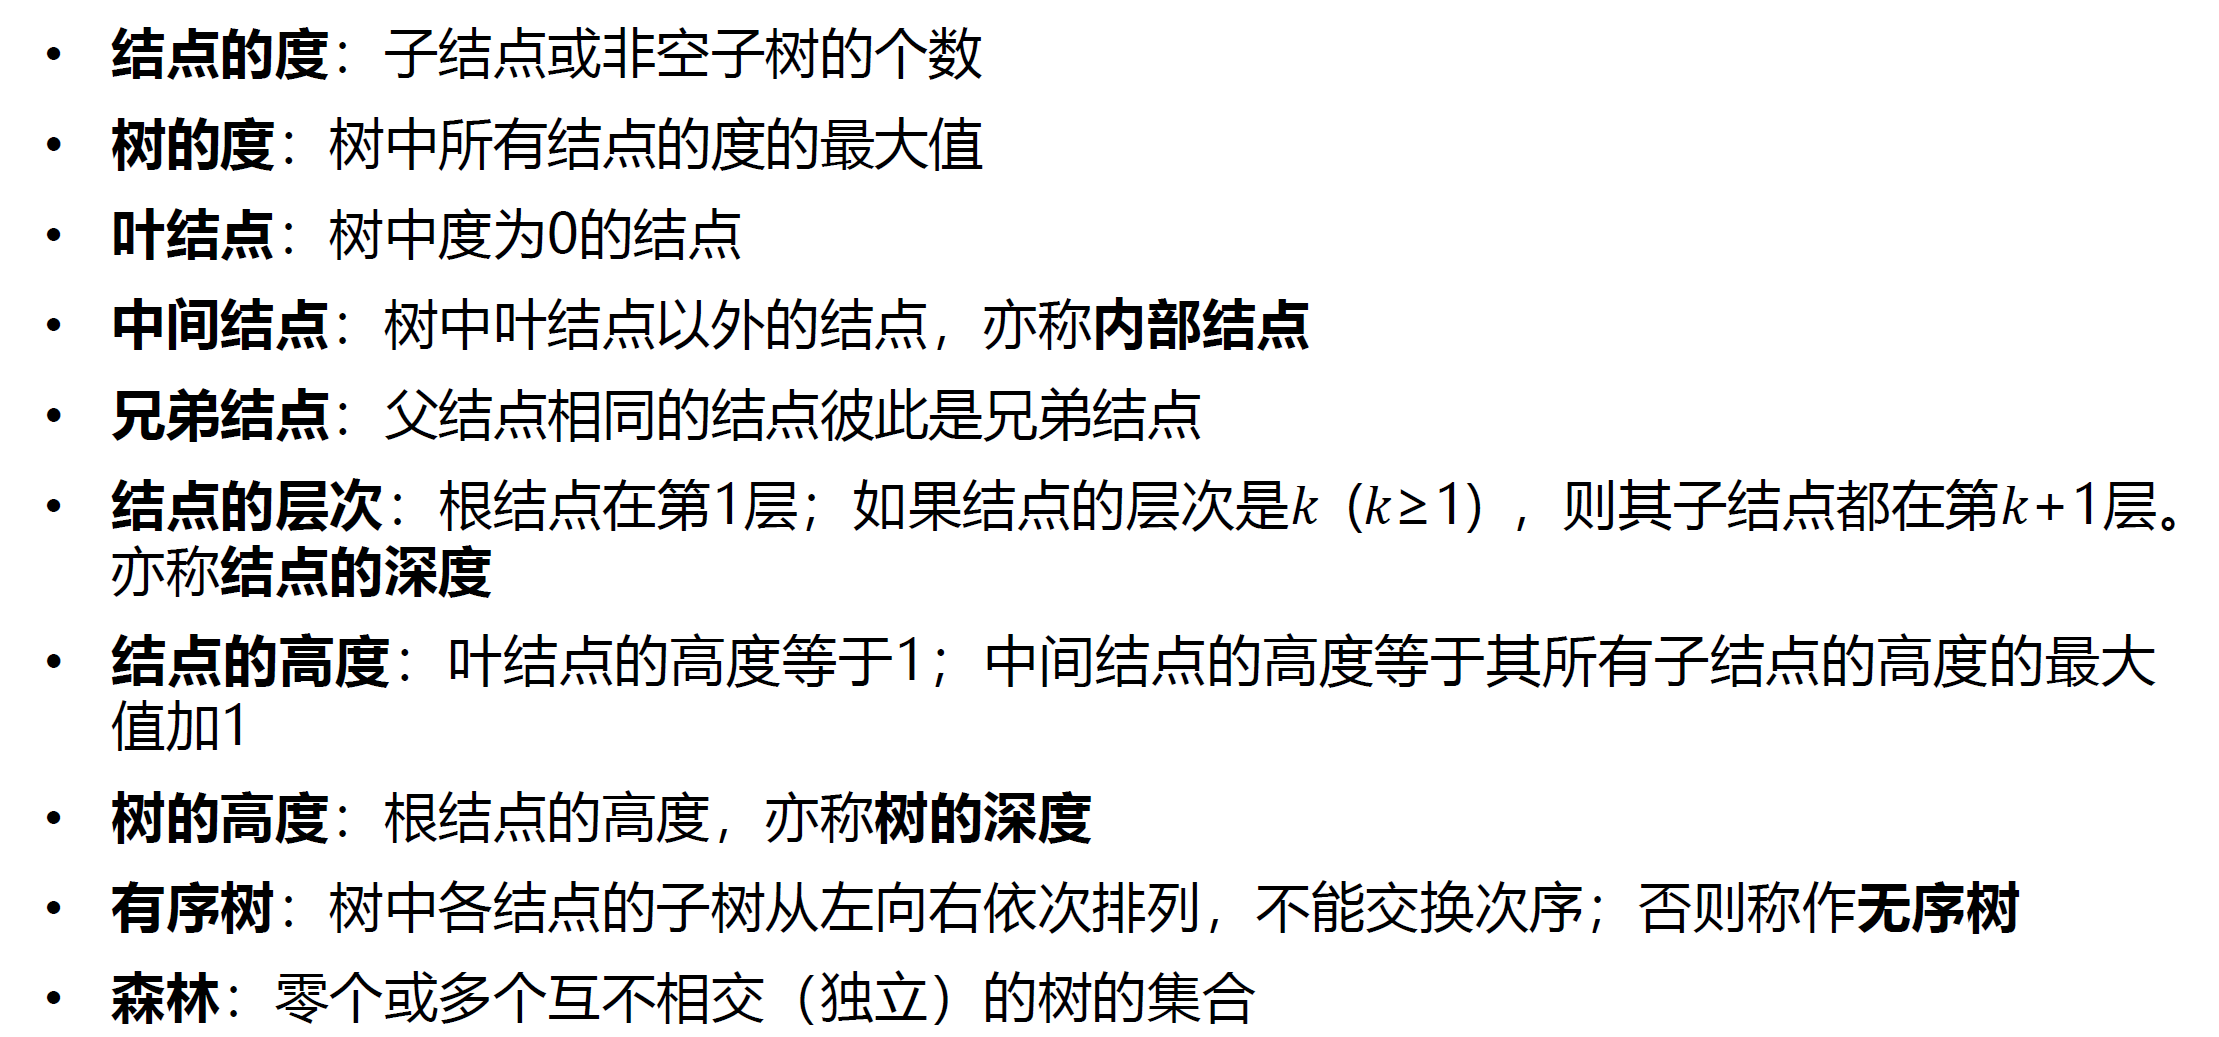 • 结点的度：子结点或非空子树的个数
• 树的度：树中所有结点的度的最大值
• 叶结点：树中度为0的结点
• 中间结点：树中叶结点以外的结点，亦称内部结点
• 兄弟结点：父结点相同的结点彼此是兄弟结点
• 结点的层次：根结点在第1层；如果结点的层次是k（k≥1），则其子结点都在第k+1层。
亦称结点的深度
• 结点的高度：叶结点的高度等于1；中间结点的高度等于其所有子结点的高度的最大
值加1
• 树的高度：根结点的高度，亦称树的深度
• 有序树：树中各结点的子树从左向右依次排列，不能交换次序；否则称作无序树
• 森林：零个或多个互不相交（独立）的树的集合